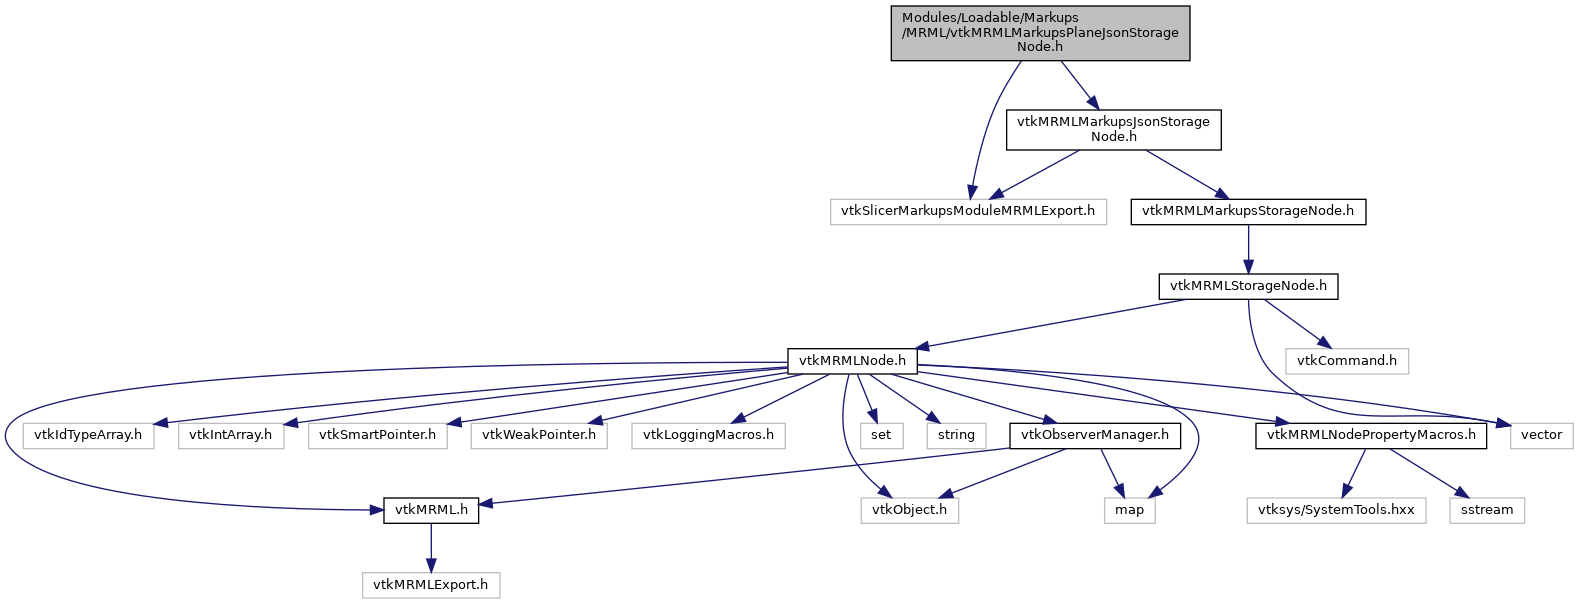 Modules/Loadable/Markups
/MRML/vtkMRMLMarkupsPlaneJsonStorage
Node.h
vtkMRMLMarkupsJsonStorage
Node.h
vtkSlicerMarkupsModuleMRMLExport.h
vtkMRMLMarkupsStorageNode.h
vtkMRMLStorageNode.h
vtkMRMLNode.h
vtkCommand.h
vtkIdTypeArray.h
vtkIntArray.h
vtkSmartPointer.h
vtkWeakPointer.h
vtkLoggingMacros.h
set
string
vtkObserverManager.h
vtkMRMLNodePropertyMacros.h
vector
vtkMRML.h
vtkObject.h
map
vtksys/SystemTools.hxx
sstream
vtkMRMLExport.h